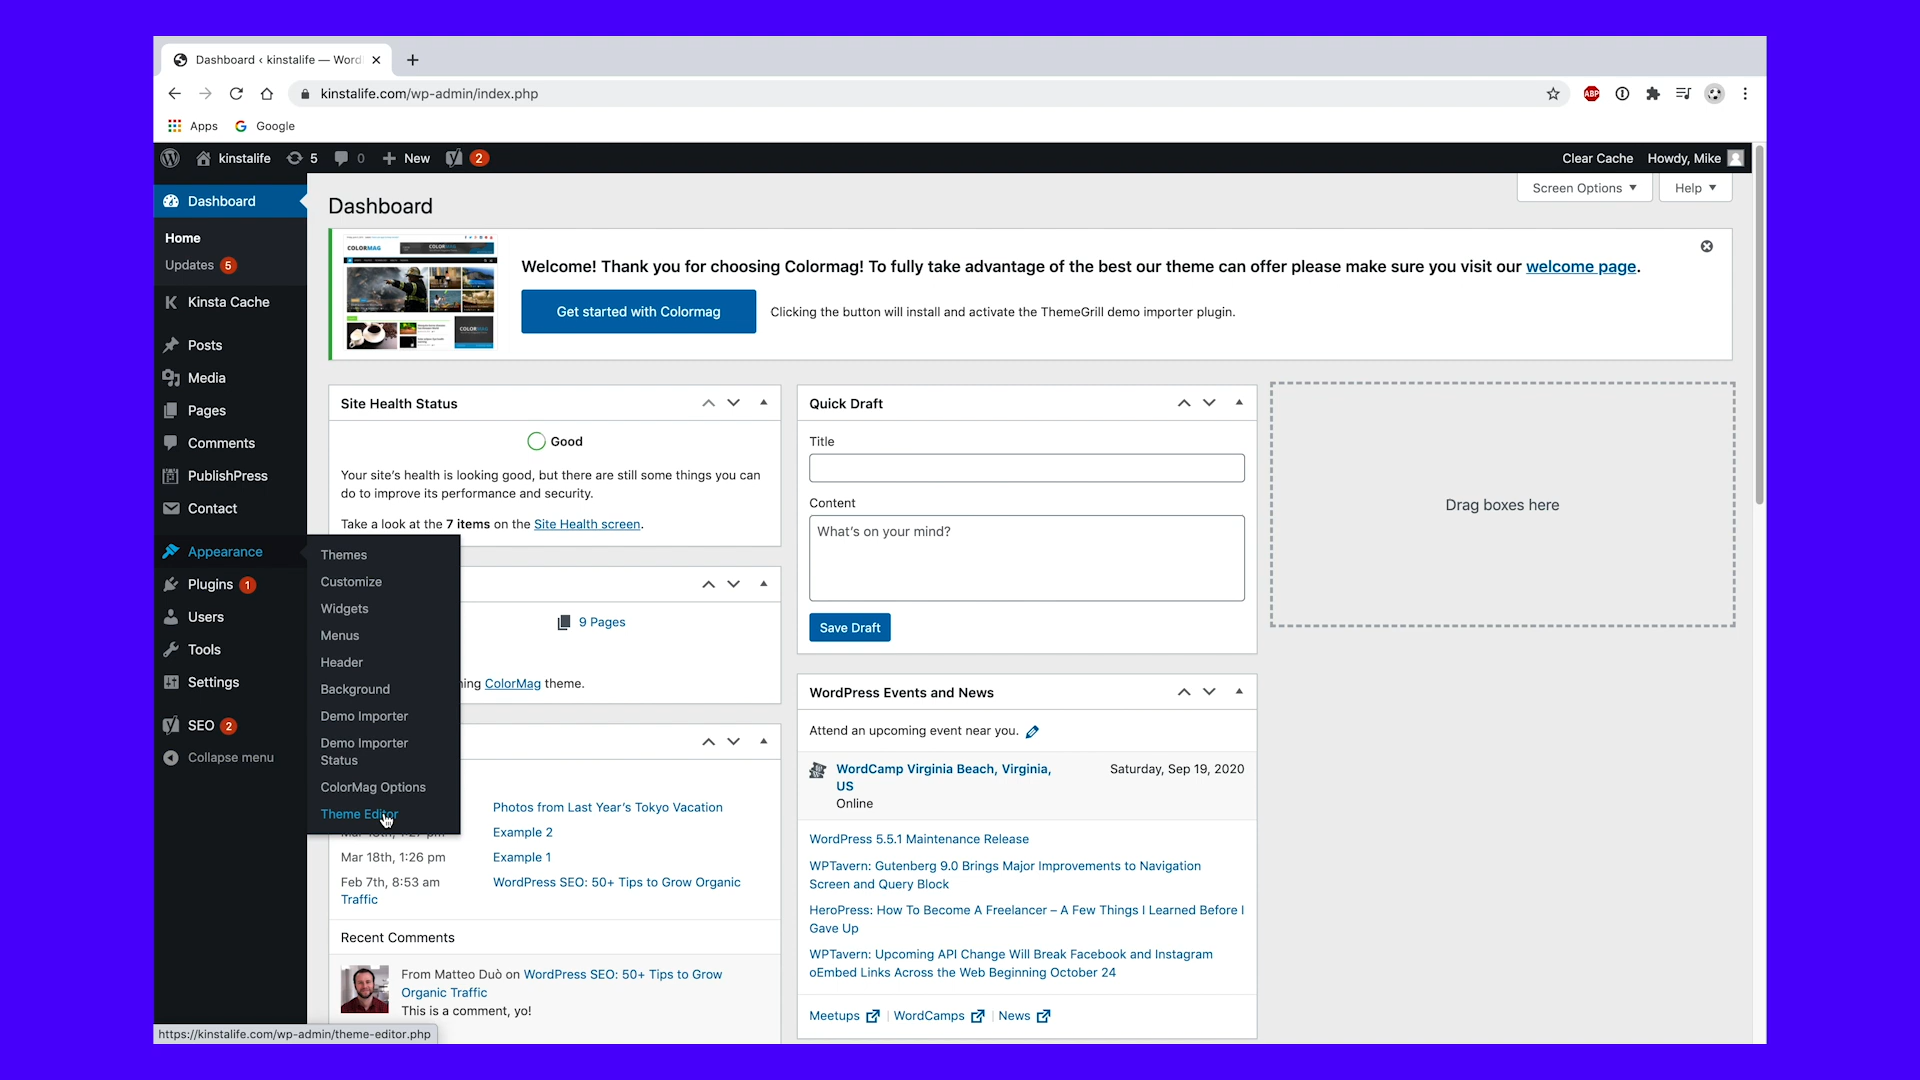 Dashboard ‹ kinstalife — Word
kinstalife.com/wp-admin/index.php
ABP
Apps
Google
kinstalife
5
0
New
2
Clear Cache
Howdy, Mike
Dashboard
Home
Updates 5
Kinsta Cache
Posts
Media
Pages
Comments
PublishPress
Contact
Appearance
Plugins 1
Users
Tools
Settings
SEO 2
Collapse menu
Themes
Customize
Widgets
Menus
Header
Background
Demo Importer
Demo Importer
Status
ColorMag Options
Theme Editor
Screen Options
Help
Dashboard
COLORMAG
Welcome! Thank you for choosing Colormag! To fully take advantage of the best our theme can offer please make sure you visit our welcome page.
Get started with Colormag
Clicking the button will install and activate the ThemeGrill demo importer plugin.
Site Health Status
Good
Your site's health is looking good, but there are still some things you can
do to improve its performance and security.
Take a look at the 7 items on the Site Health screen.
9 Pages
ing ColorMag theme.
Photos from Last Year's Tokyo Vacation
Example 2
Mar 18th, 1:26 pm
Example 1
Feb 7th, 8:53 am
WordPress SEO: 50+ Tips to Grow Organic
Traffic
Recent Comments
From Matteo Duò on WordPress SEO: 50+ Tips to Grow
Organic Traffic
This is a comment, yo!
Quick Draft
Title
Content
What's on your mind?
Save Draft
WordPress Events and News
Attend an upcoming event near you.
WordCamp Virginia Beach, Virginia,
US
Online
Saturday, Sep 19, 2020
WordPress 5.5.1 Maintenance Release
WPTavern: Gutenberg 9.0 Brings Major Improvements to Navigation
Screen and Query Block
HeroPress: How To Become A Freelancer – A Few Things I Learned Before I
Gave Up
WPTavern: Upcoming API Change Will Break Facebook and Instagram
oEmbed Links Across the Web Beginning October 24
Meetups
WordCamps
News
Drag boxes here
https://kinstalife.com/wp-admin/theme-editor.php